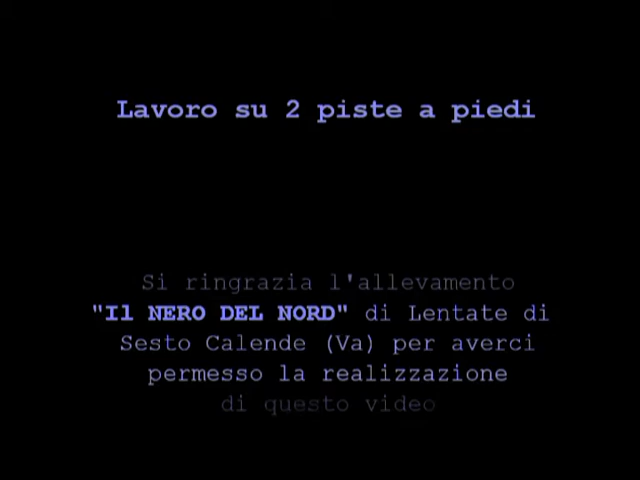 Lavoro su 2 piste a piedi
Si ringrazia l'allevamento
"Il NERO DEL NORD" di Lentate di
Sesto Calende (Va) per averci
permesso la realizzazione
di questo video